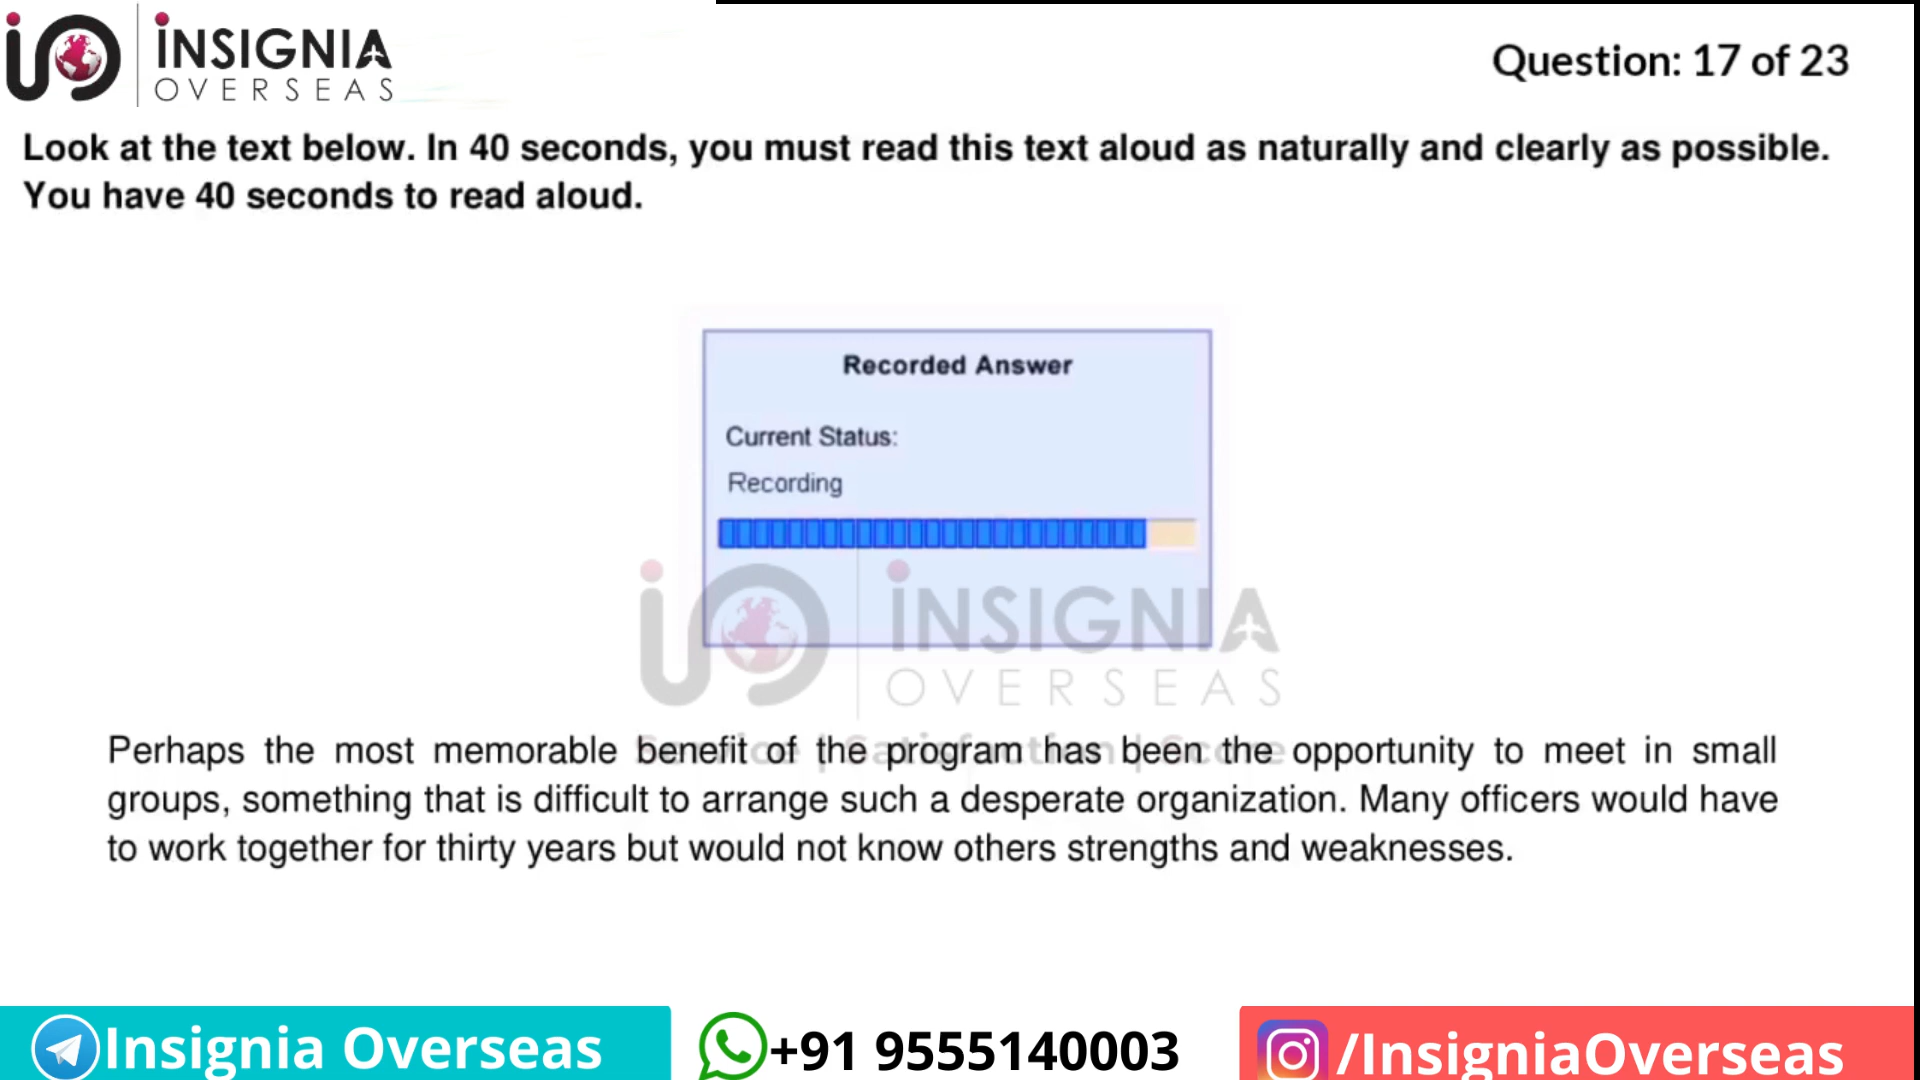 INSIGNIA
OVERSEAS
Question: 17 of 23
Look at the text below. In 40 seconds, you must read this text aloud as naturally and clearly as possible.
You have 40 seconds to read aloud.
Recorded Answer
Current Status:
Recording
INSIGNIA
OVERSEAS
Service | Satisfaction | Score
Perhaps the most memorable benefit of the program has been the opportunity to meet in small
groups, something that is difficult to arrange such a desperate organization. Many officers would have
to work together for thirty years but would not know others strengths and weaknesses.
Insignia Overseas
+91 9555140003
/InsigniaOverseas